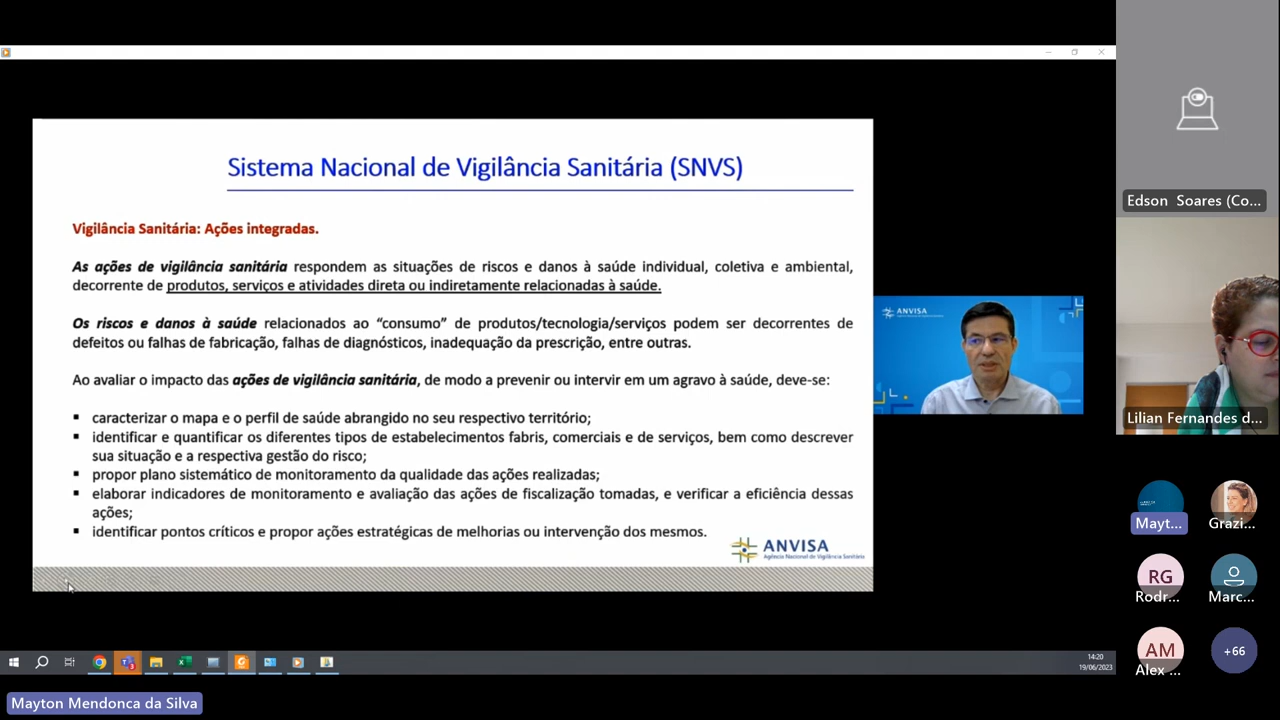 Sistema Nacional de Vigilância Sanitária (SNVS)
Vigilância Sanitária: Ações integradas.
As ações de vigilância sanitária respondem as situações de riscos e danos à saúde individual, coletiva e ambiental,
decorrente de produtos, serviços e atividades direta ou indiretamente relacionadas à saúde.
Os riscos e danos à saúde relacionados ao “consumo” de produtos/tecnologia/serviços podem ser decorrentes de
defeitos ou falhas de fabricação, falhas de diagnósticos, inadequação da prescrição, entre outras.
Ao avaliar o impacto das ações de vigilância sanitária, de modo a prevenir ou intervir em um agravo à saúde, deve-se:
▪ caracterizar o mapa e o perfil de saúde abrangido no seu respectivo território;
▪ identificar e quantificar os diferentes tipos de estabelecimentos fabris, comerciais e de serviços, bem como descrever
sua situação e a respectiva gestão do risco;
▪ propor plano sistemático de monitoramento da qualidade das ações realizadas;
▪ elaborar indicadores de monitoramento e avaliação das ações de fiscalização tomadas, e verificar a eficiência dessas
ações;
▪ identificar pontos críticos e propor ações estratégicas de melhorias ou intervenção dos mesmos.
ANVISA
Agência Nacional de Vigilância Sanitária
ANVISA
Edson Soares (Co...
Lilian Fernandes d...
Mayt...
Grazi...
RG
Rodr...
Marc...
AM
Alex ...
+66
14:20
19/06/2023
Mayton Mendonca da Silva